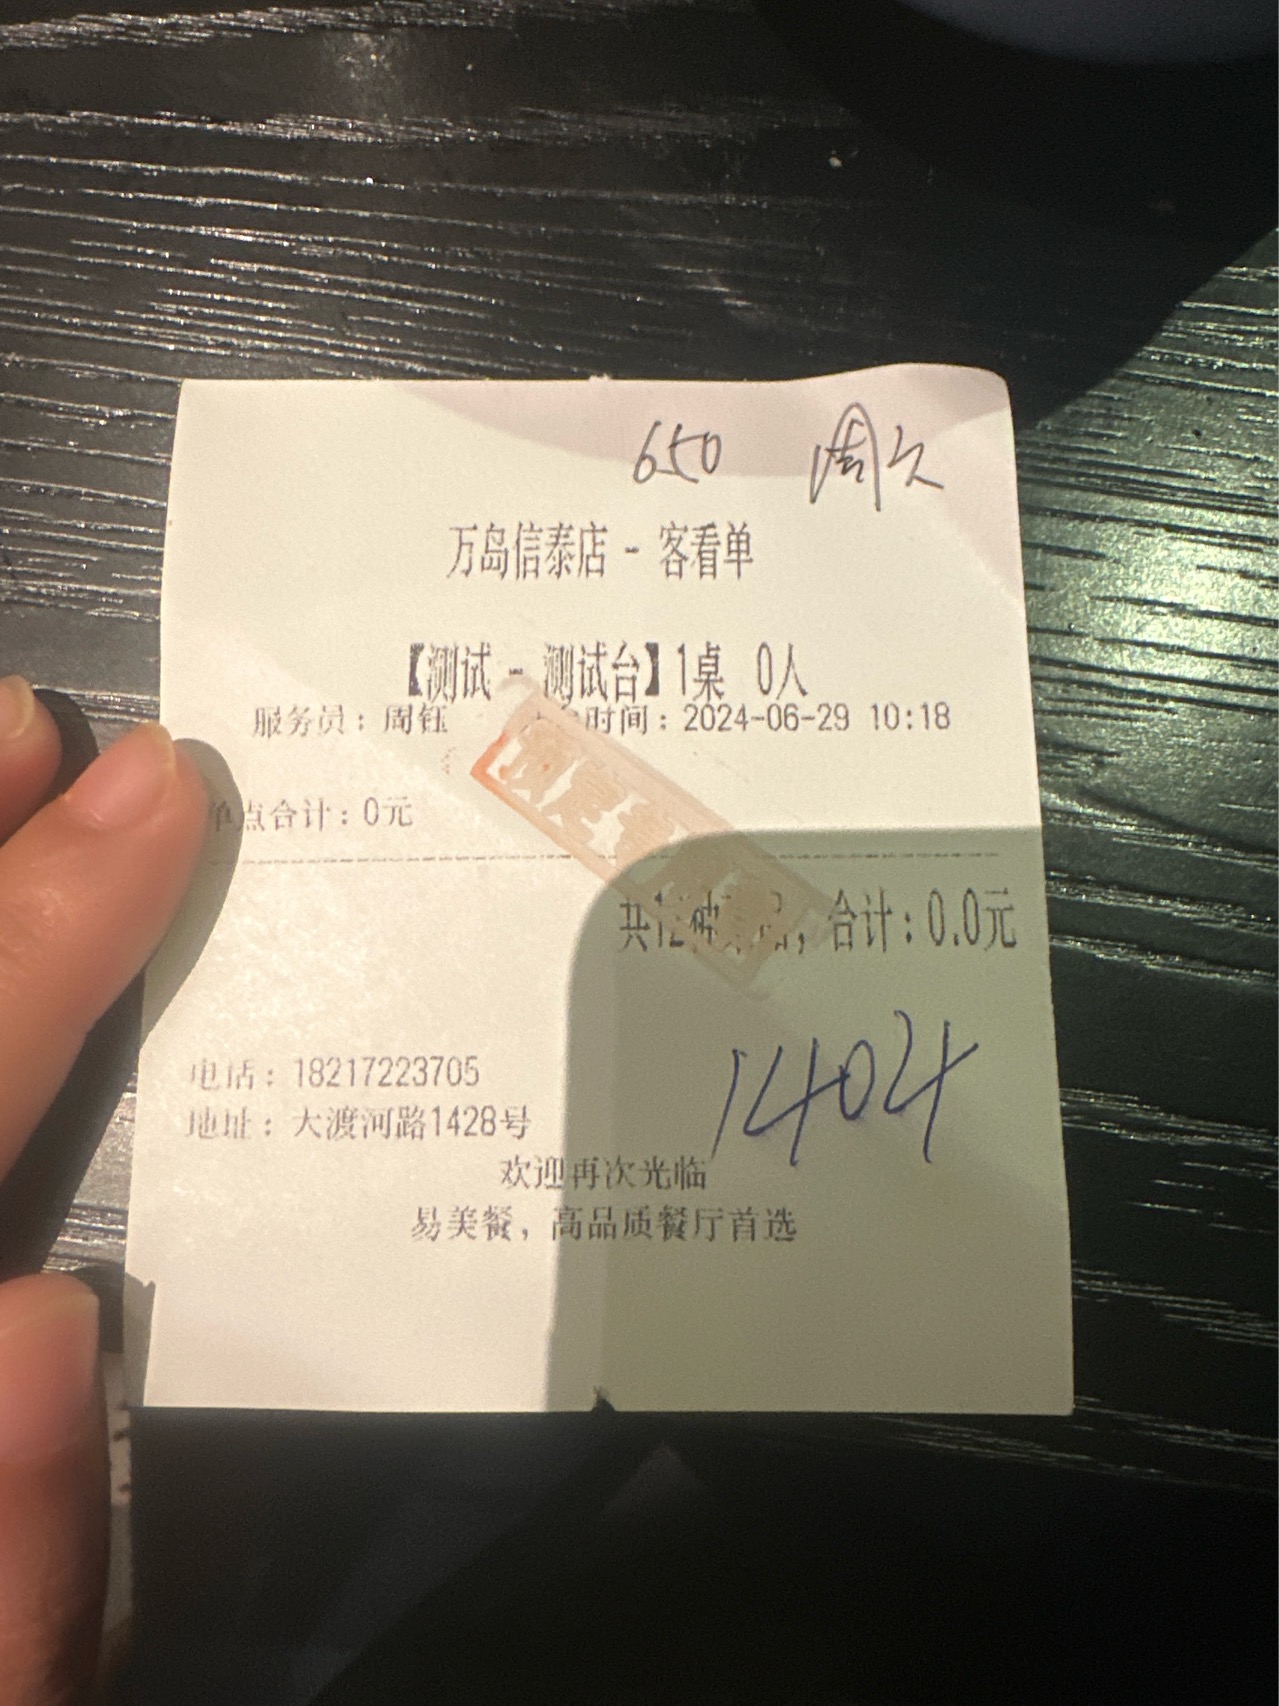 650
万岛信泰店 - 客看单
【测试 - 测试台】1桌 0人
服务员：周钰 时间：2024-06-29 10:18
单点合计：0元
共 合计：0.0元
1404
电话：18217223705
地址：大渡河路1428号
欢迎再次光临
易美餐，高品质餐厅首选